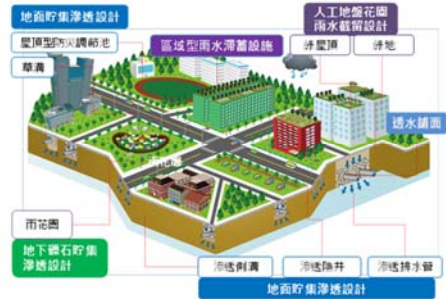 地面貯集滲透設計
屋頂型防災調節池
草溝
區域型雨水滯蓄設施
人工地盤花園
雨水截留設計
綠屋頂
綠地
透水鋪面
雨花園
地下礫石貯集
滲透設計
滲透側溝
滲透陰井
滲透排水管
地面貯集滲透設計